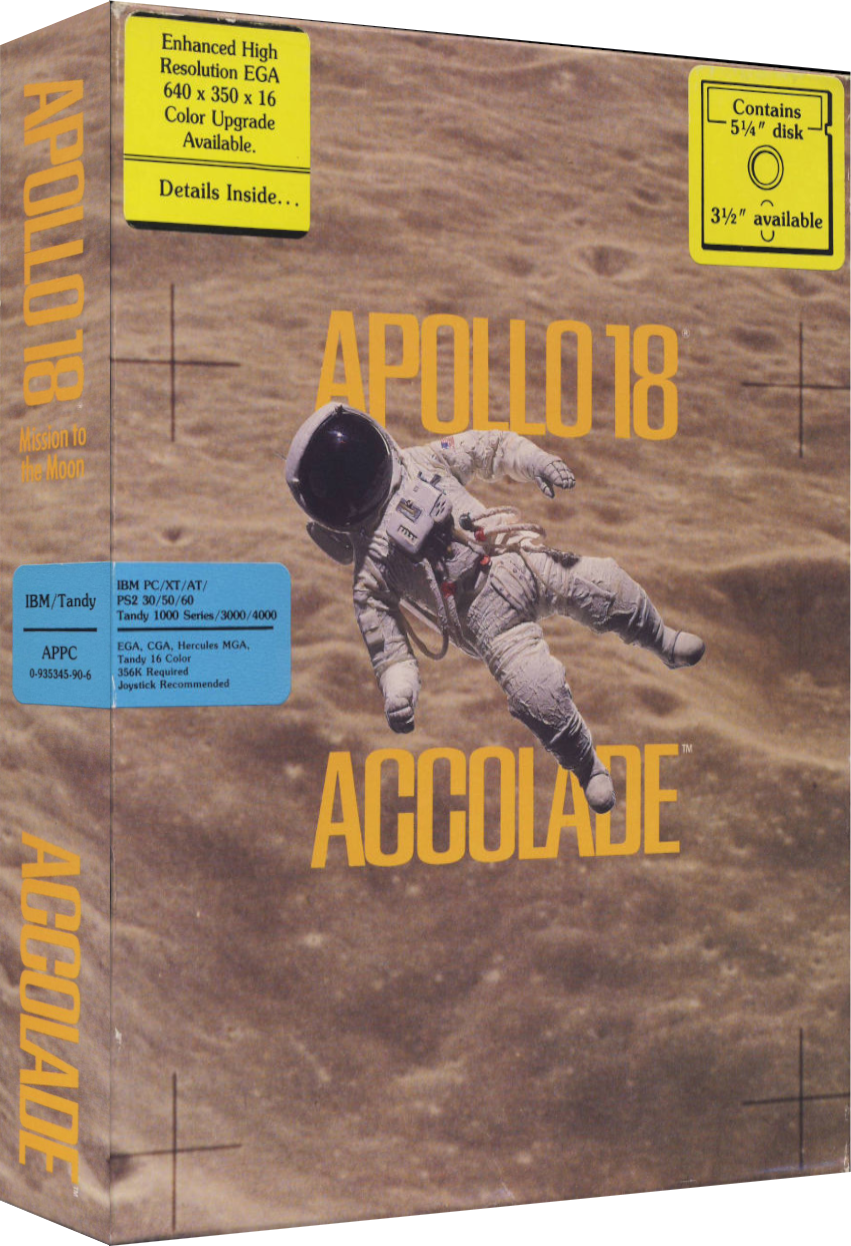 APOLLO 18
Mission to
the Moon
IBM/Tandy
APPC
0-935345-90-6
ACCOLADE
TM
Enhanced High
Resolution EGA
640 x 350 x 16
Color Upgrade
Available.
Details Inside...
Contains
5¼" disk
3½" available
APOLLO 18
®
IBM PC/XT/AT/
PS2 30/50/60
Tandy 1000 Series/3000/4000
EGA, CGA, Hercules MGA,
Tandy 16 Color
356K Required
Joystick Recommended
ACCOLADE
TM